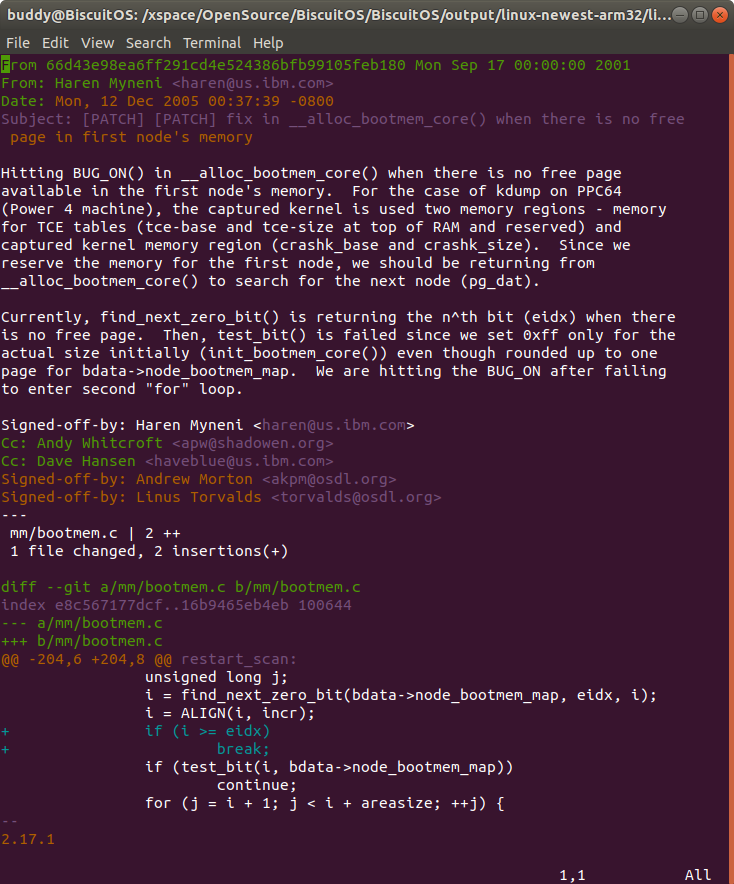 buddy@BiscuitOS: /xspace/OpenSource/BiscuitOS/BiscuitOS/output/linux-newest-arm32/li...
File Edit View Search Terminal Help
From 66d43e98ea6ff291cd4e524386bfb99105feb180 Mon Sep 17 00:00:00 2001
From: Haren Myneni <haren@us.ibm.com>
Date: Mon, 12 Dec 2005 00:37:39 -0800
Subject: [PATCH] [PATCH] fix in __alloc_bootmem_core() when there is no free
 page in first node's memory

Hitting BUG_ON() in __alloc_bootmem_core() when there is no free page
available in the first node's memory.  For the case of kdump on PPC64
(Power 4 machine), the captured kernel is used two memory regions - memory
for TCE tables (tce-base and tce-size at top of RAM and reserved) and
captured kernel memory region (crashk_base and crashk_size).  Since we
reserve the memory for the first node, we should be returning from
__alloc_bootmem_core() to search for the next node (pg_dat).

Currently, find_next_zero_bit() is returning the n^th bit (eidx) when there
is no free page.  Then, test_bit() is failed since we set 0xff only for the
actual size initially (init_bootmem_core()) even though rounded up to one
page for bdata->node_bootmem_map.  We are hitting the BUG_ON after failing
to enter second "for" loop.

Signed-off-by: Haren Myneni <haren@us.ibm.com>
Cc: Andy Whitcroft <apw@shadowen.org>
Cc: Dave Hansen <haveblue@us.ibm.com>
Signed-off-by: Andrew Morton <akpm@osdl.org>
Signed-off-by: Linus Torvalds <torvalds@osdl.org>
---
 mm/bootmem.c | 2 ++
 1 file changed, 2 insertions(+)

diff --git a/mm/bootmem.c b/mm/bootmem.c
index e8c567177dcf..16b9465eb4eb 100644
--- a/mm/bootmem.c
+++ b/mm/bootmem.c
@@ -204,6 +204,8 @@ restart_scan:
                unsigned long j;
                i = find_next_zero_bit(bdata->node_bootmem_map, eidx, i);
                i = ALIGN(i, incr);
+               if (i >= eidx)
+                       break;
                if (test_bit(i, bdata->node_bootmem_map))
                        continue;
                for (j = i + 1; j < i + areasize; ++j) {
--
2.17.1
1,1 All